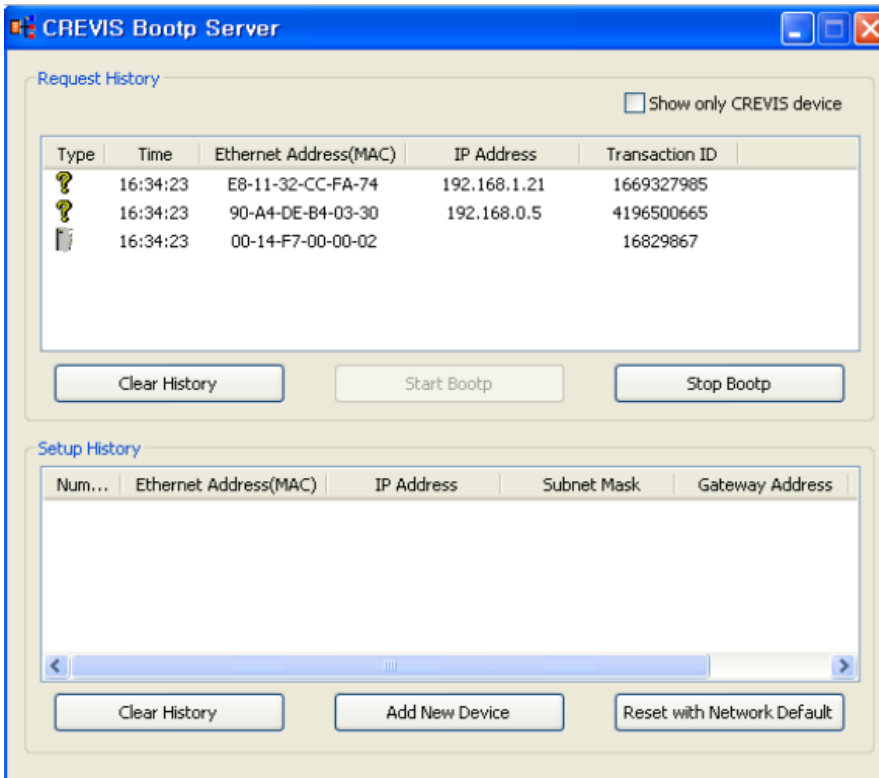 CREVIS Bootp Server
Request History
Show only CREVIS device
Type Time Ethernet Address(MAC) IP Address Transaction ID
16:34:23 E8-11-32-CC-FA-74 192.168.1.21 1669327985
16:34:23 90-A4-DE-B4-03-30 192.168.0.5 4196500665
16:34:23 00-14-F7-00-00-02 16829867
Clear History Start Bootp Stop Bootp
Setup History
Num... Ethernet Address(MAC) IP Address Subnet Mask Gateway Address
Clear History Add New Device Reset with Network Default